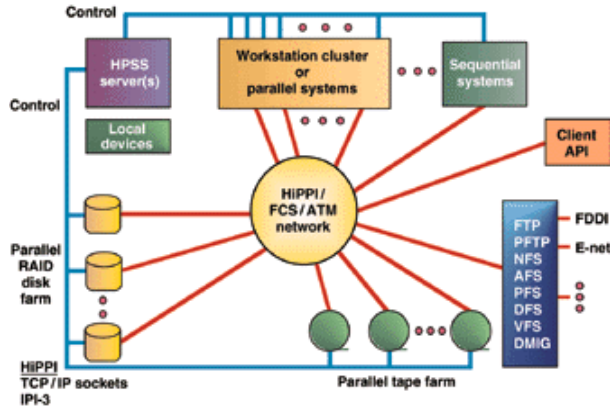 Control
HPSS
server(s)
Workstation cluster
or
parallel systems
Sequential
systems
Control
Local
devices
Client
API
HiPPI/
FCS/ATM
network
FTP
PFTP
NFS
AFS
PFS
DFS
VFS
DMIG
FDDI
E-net
Parallel
RAID
disk
farm
HiPPI
TCP/IP sockets
IPI-3
Parallel tape farm